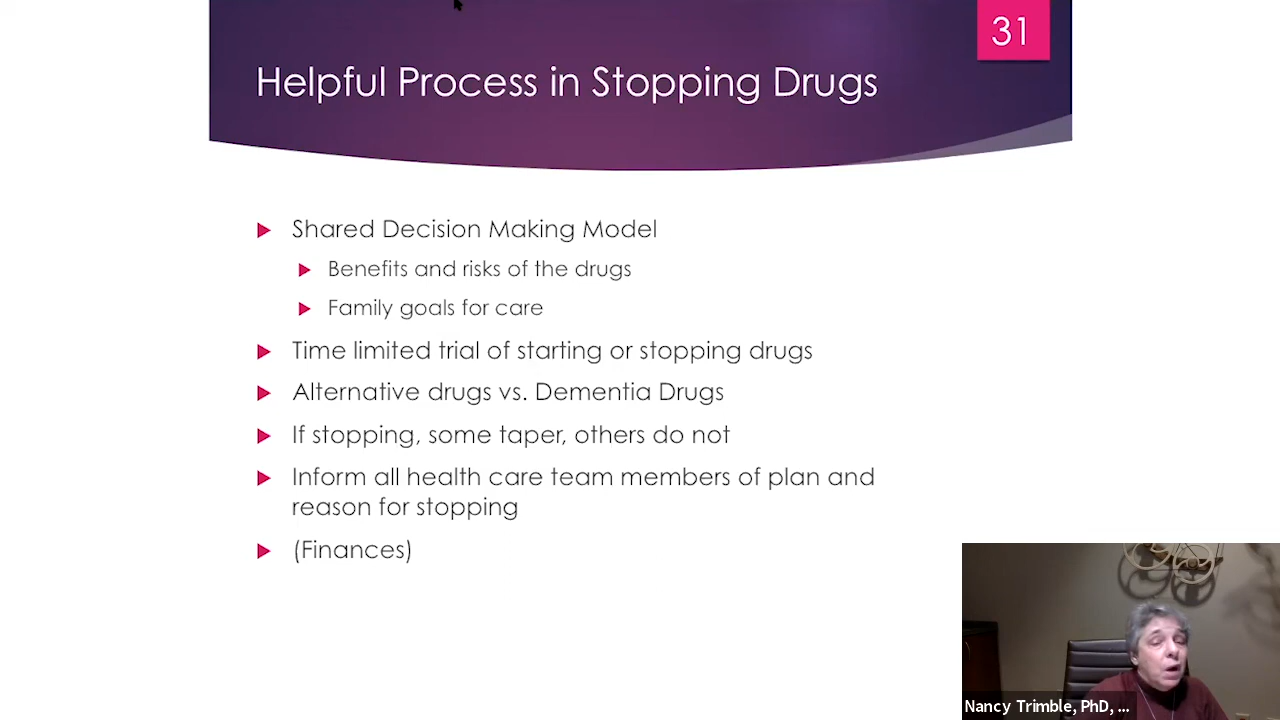 31
Helpful Process in Stopping Drugs
Shared Decision Making Model
Benefits and risks of the drugs
Family goals for care
Time limited trial of starting or stopping drugs
Alternative drugs vs. Dementia Drugs
If stopping, some taper, others do not
Inform all health care team members of plan and
reason for stopping
(Finances)
Nancy Trimble, PhD, ...